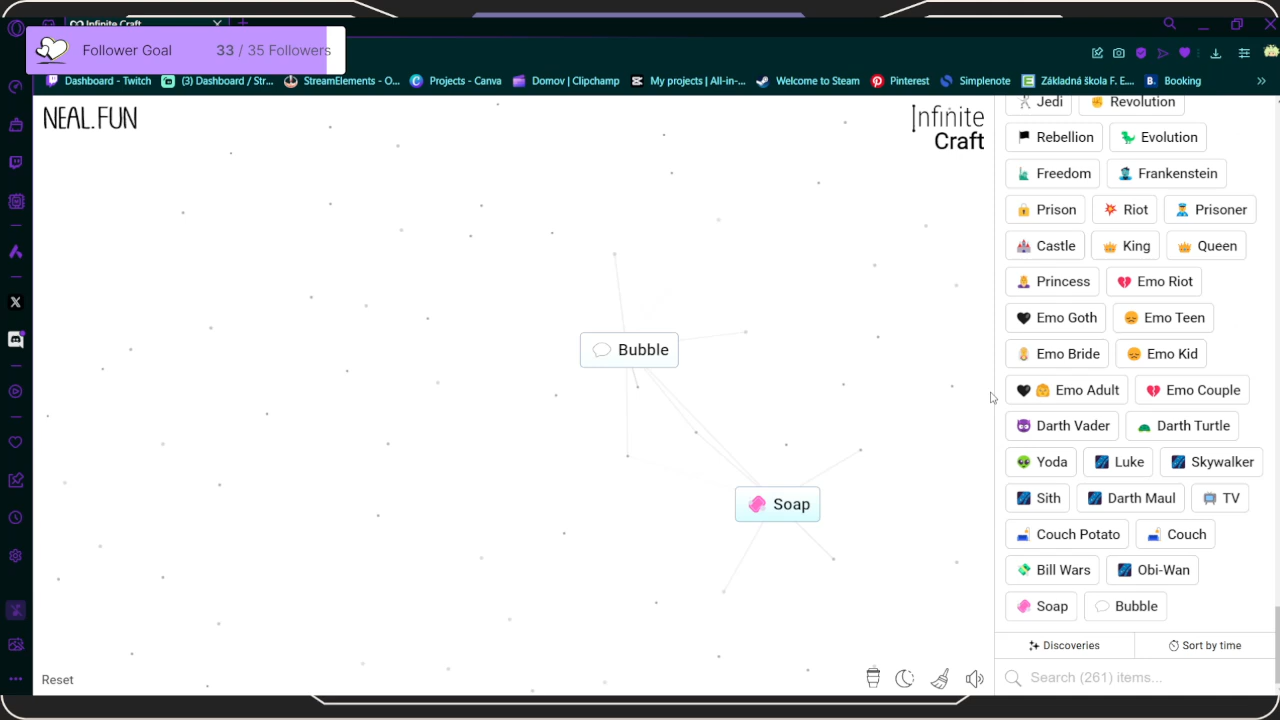 Infinite Craft
Follower Goal 33 / 35 Followers
Dashboard - Twitch (3) Dashboard / Str... StreamElements - O... Projects - Canva Domov | Clipchamp My projects | All-in-... Welcome to Steam Pinterest Simplenote Základná škola F. E... B. Booking
NEAL.FUN
Infinite
Craft
Jedi Revolution
Rebellion Evolution
Freedom Frankenstein
Prison Riot Prisoner
Castle King Queen
Princess Emo Riot
Emo Goth Emo Teen
Emo Bride Emo Kid
Emo Adult Emo Couple
Darth Vader Darth Turtle
Yoda Luke Skywalker
Sith Darth Maul TV
Couch Potato Couch
Bill Wars Obi-Wan
Soap Bubble
Bubble
Soap
Discoveries Sort by time
Reset
Search (261) items...